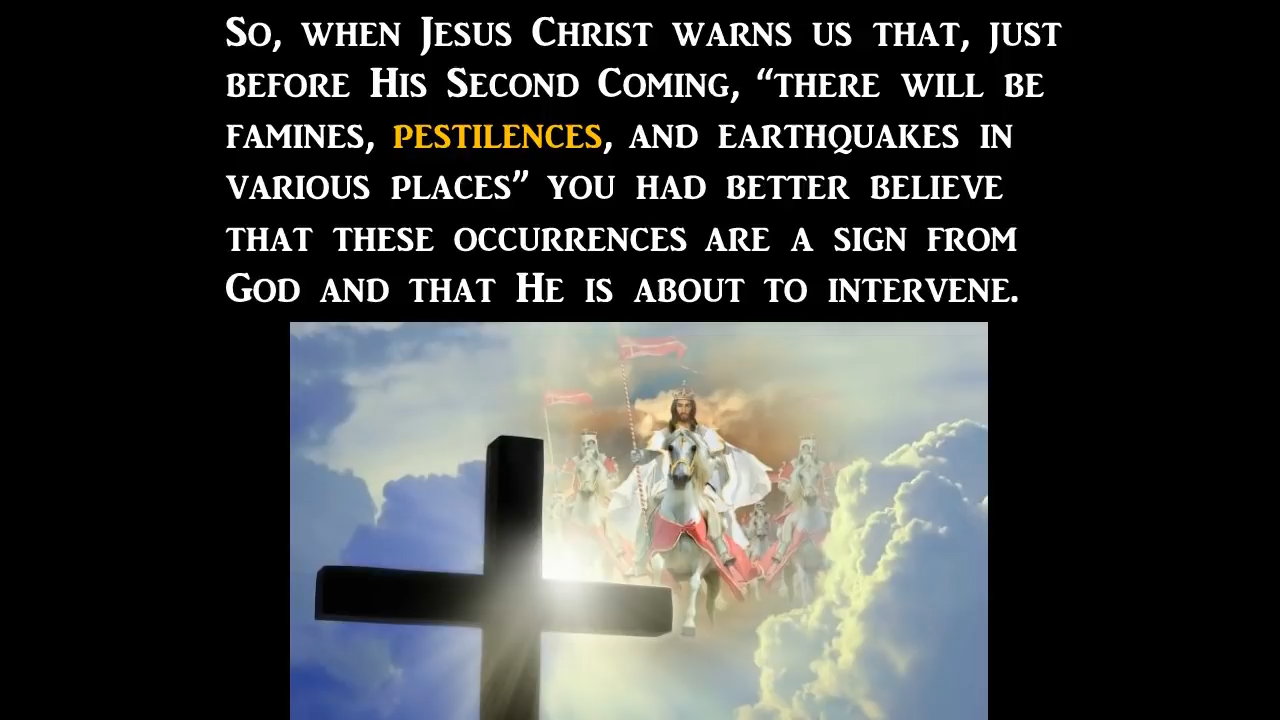 So, when Jesus Christ warns us that, just
before His Second Coming, “there will be
famines, pestilences, and earthquakes in
various places” you had better believe
that these occurrences are a sign from
God and that He is about to intervene.